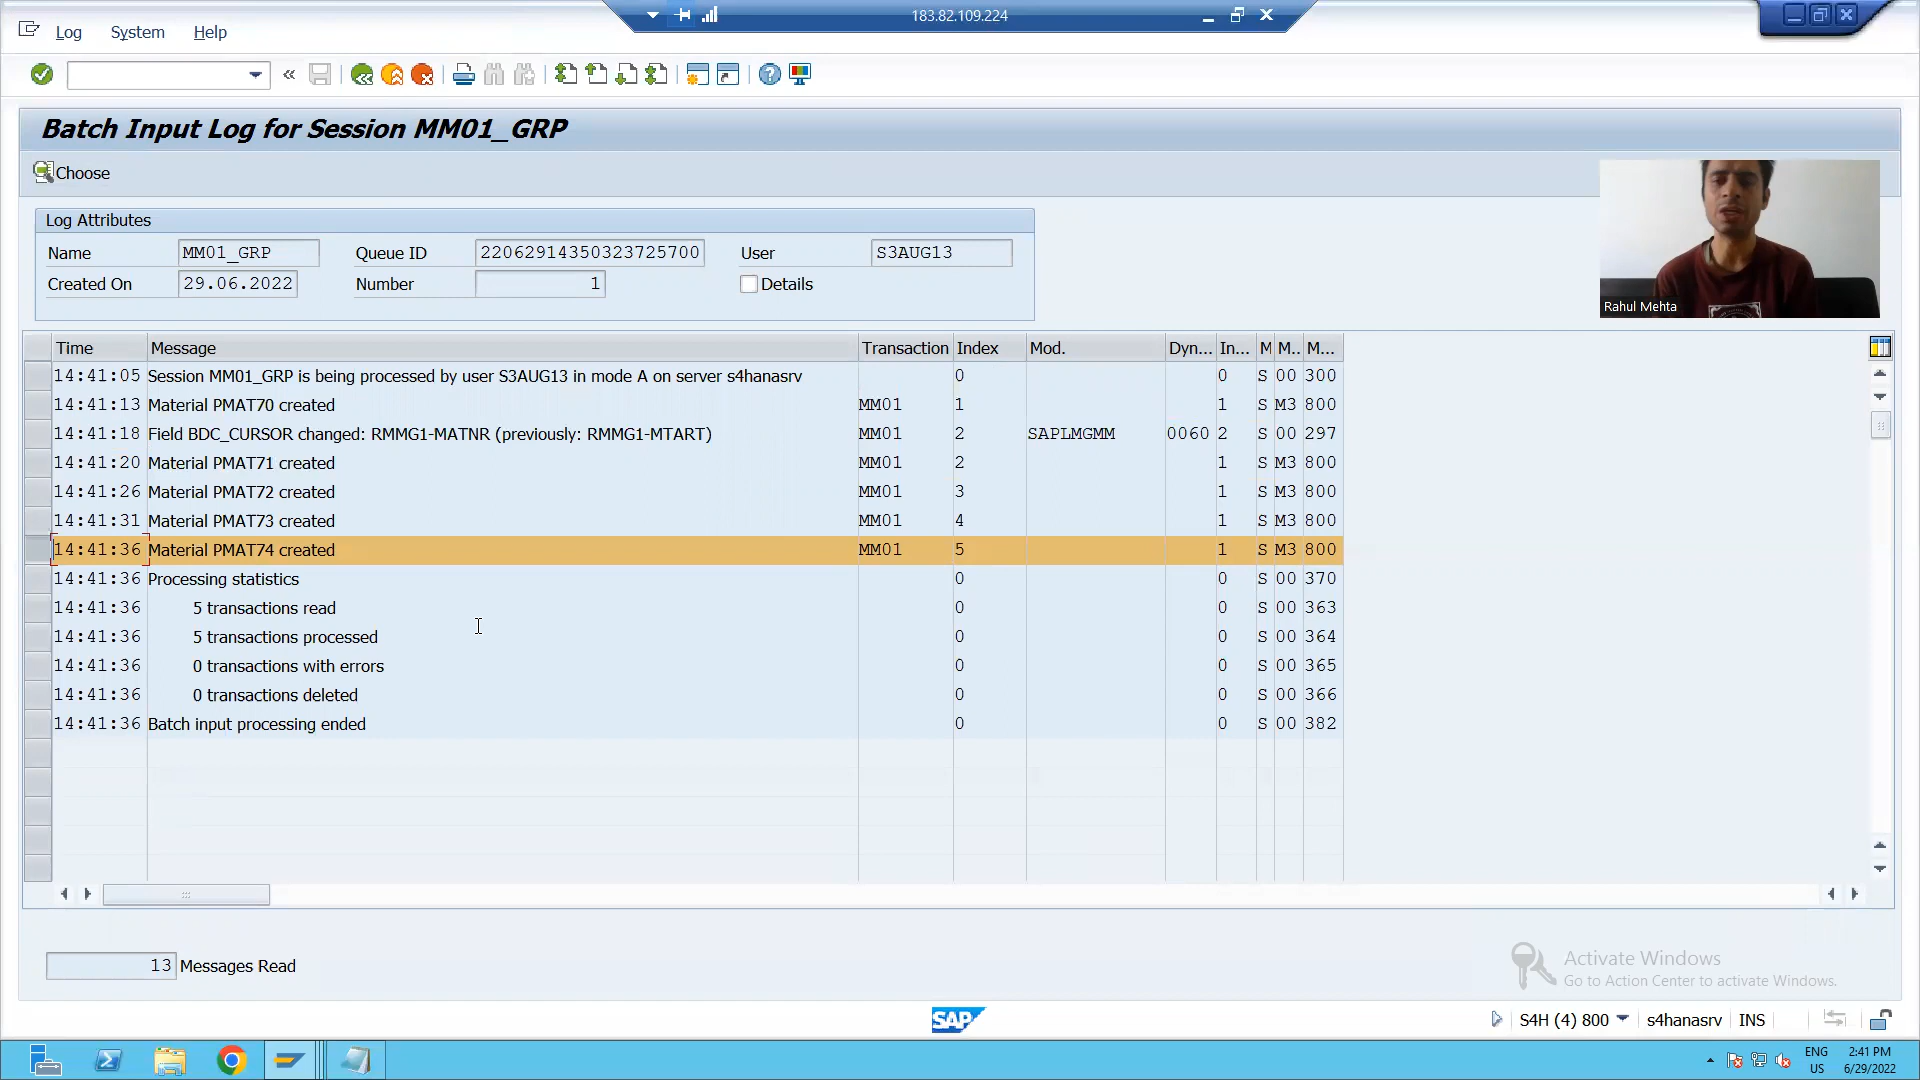 183.82.109.224
Log System Help
Batch Input Log for Session MM01_GRP
Choose
Rahul Mehta
Log Attributes
Name MM01_GRP Queue ID 22062914350323725700 User S3AUG13
Created On 29.06.2022 Number 1 Details
Time Message Transaction Index Mod. Dyn... In... M M.. M...
14:41:05 Session MM01_GRP is being processed by user S3AUG13 in mode A on server s4hanasrv 0 0 S 00 300
14:41:13 Material PMAT70 created MM01 1 1 S M3 800
14:41:18 Field BDC_CURSOR changed: RMMG1-MATNR (previously: RMMG1-MTART) MM01 2 SAPLMGMM 0060 2 S 00 297
14:41:20 Material PMAT71 created MM01 2 1 S M3 800
14:41:26 Material PMAT72 created MM01 3 1 S M3 800
14:41:31 Material PMAT73 created MM01 4 1 S M3 800
14:41:36 Material PMAT74 created MM01 5 1 S M3 800
14:41:36 Processing statistics 0 0 S 00 370
14:41:36 5 transactions read 0 0 S 00 363
14:41:36 5 transactions processed 0 0 S 00 364
14:41:36 0 transactions with errors 0 0 S 00 365
14:41:36 0 transactions deleted 0 0 S 00 366
14:41:36 Batch input processing ended 0 0 S 00 382
13 Messages Read
Activate Windows
Go to Action Center to activate Windows.
SAP
S4H (4) 800 s4hanasrv INS
ENG 2:41 PM
US 6/29/2022